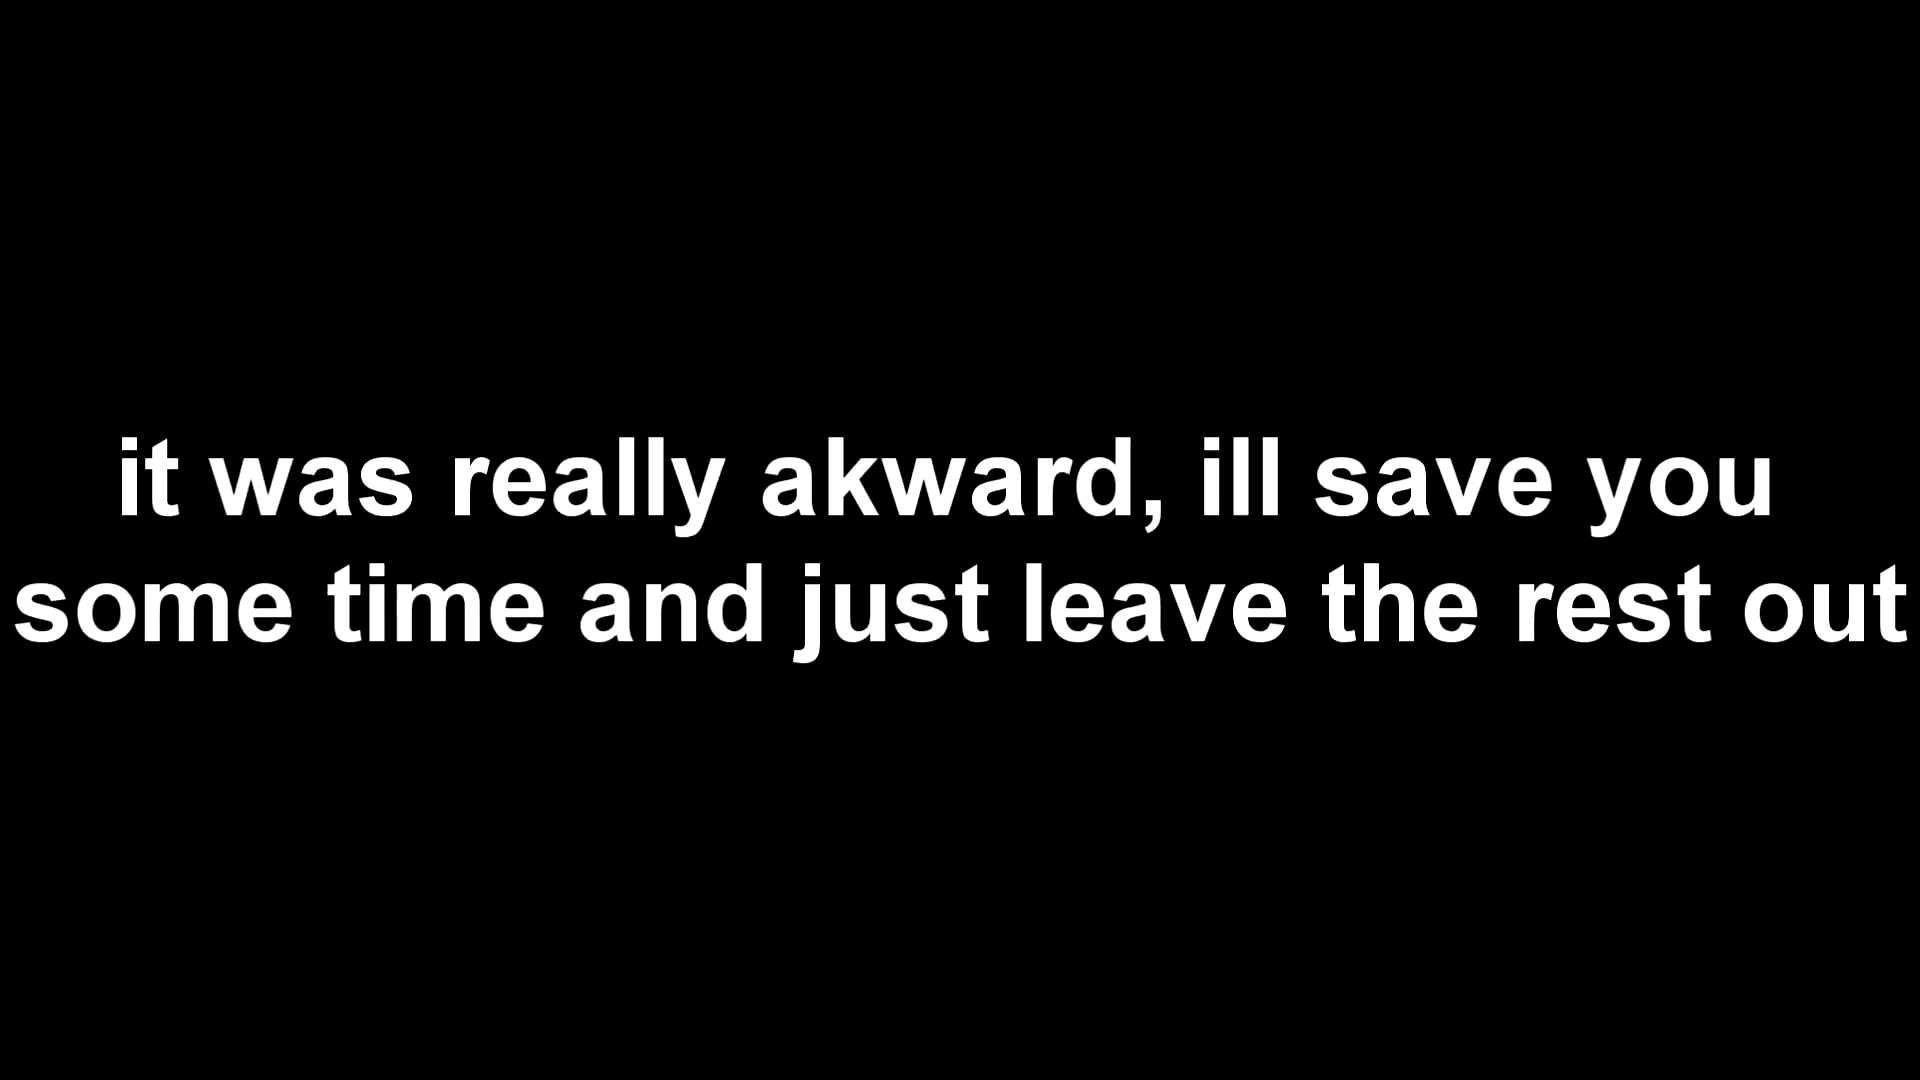 it was really akward, ill save you
some time and just leave the rest out